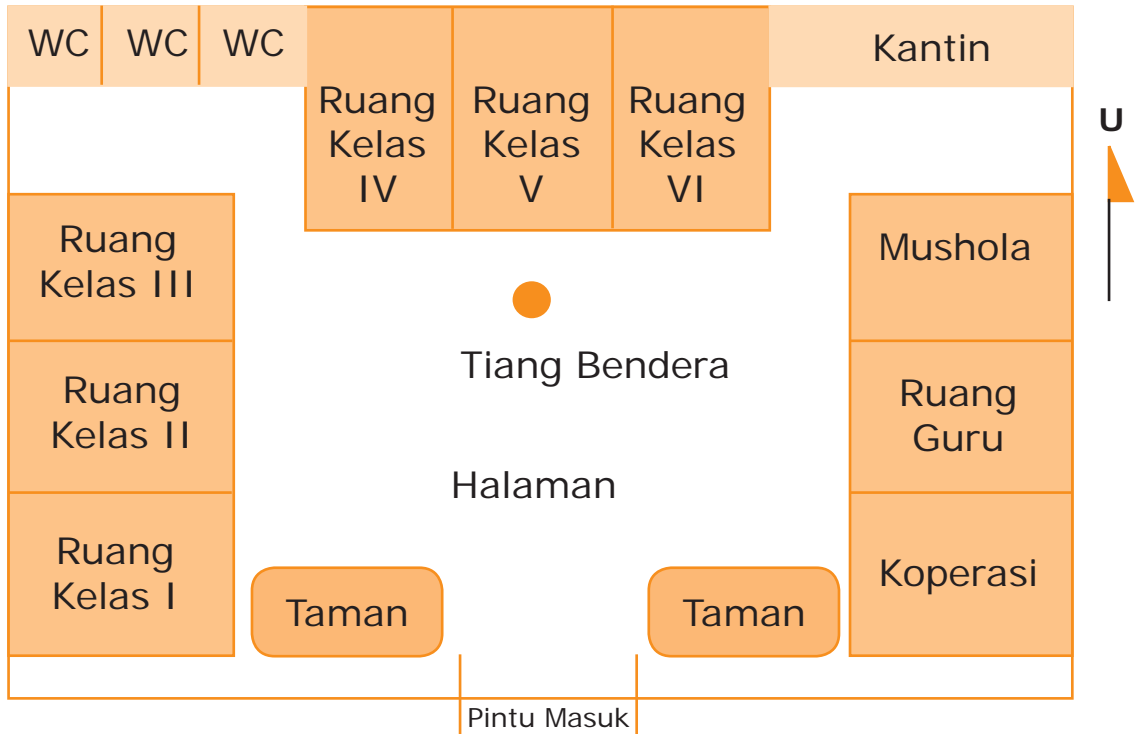 WC
WC
WC
Ruang
Kelas
IV
Ruang
Kelas
V
Ruang
Kelas
VI
Kantin
U
Ruang
Kelas III
Mushola
Tiang Bendera
Ruang
Kelas II
Ruang
Guru
Halaman
Ruang
Kelas I
Taman
Taman
Koperasi
Pintu Masuk